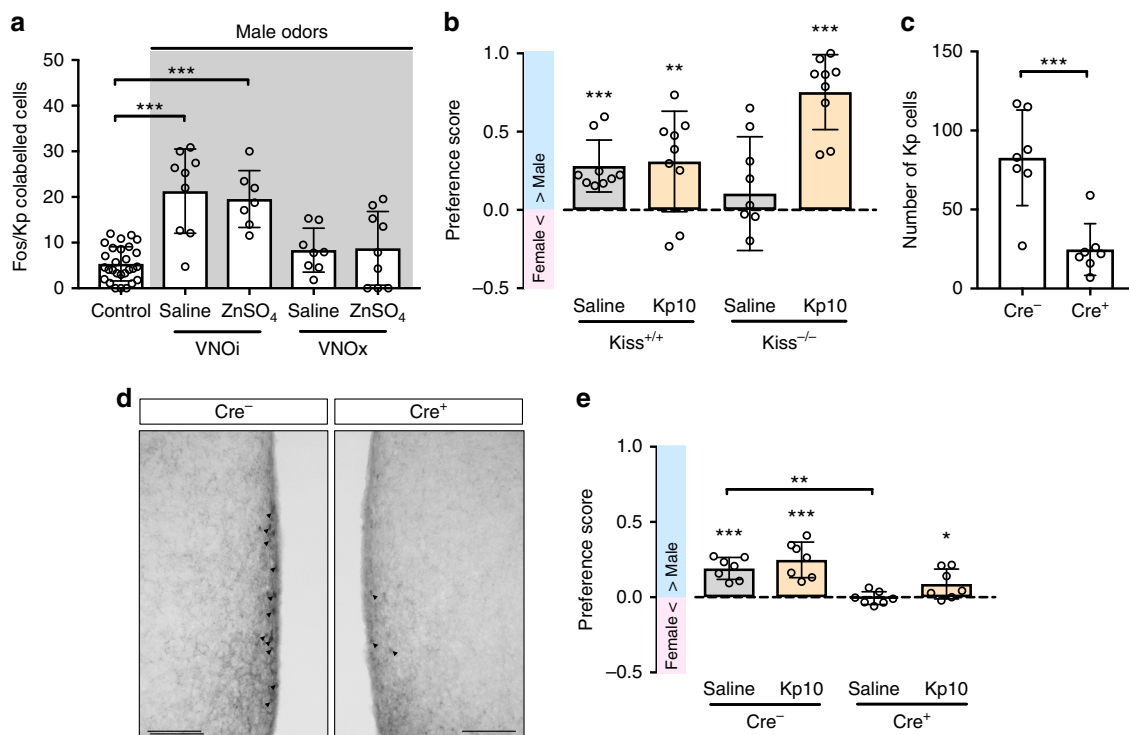 a
Male odors
Fos/Kp colabelled cells
50
40
30
20
10
0
***
***
Control
Saline
ZnSO4
Saline
ZnSO4
VNOi
VNOx
b
Preference score
Female < > Male
1.0
0.5
0.0
−0.5
***
**
***
Saline
Kp10
Saline
Kp10
Kiss+/+
Kiss−/−
c
Number of Kp cells
150
100
50
0
***
Cre−
Cre+
d
Cre−
Cre+
e
Preference score
Female < > Male
1.0
0.5
0.0
−0.5
**
***
***
*
Saline
Kp10
Saline
Kp10
Cre−
Cre+